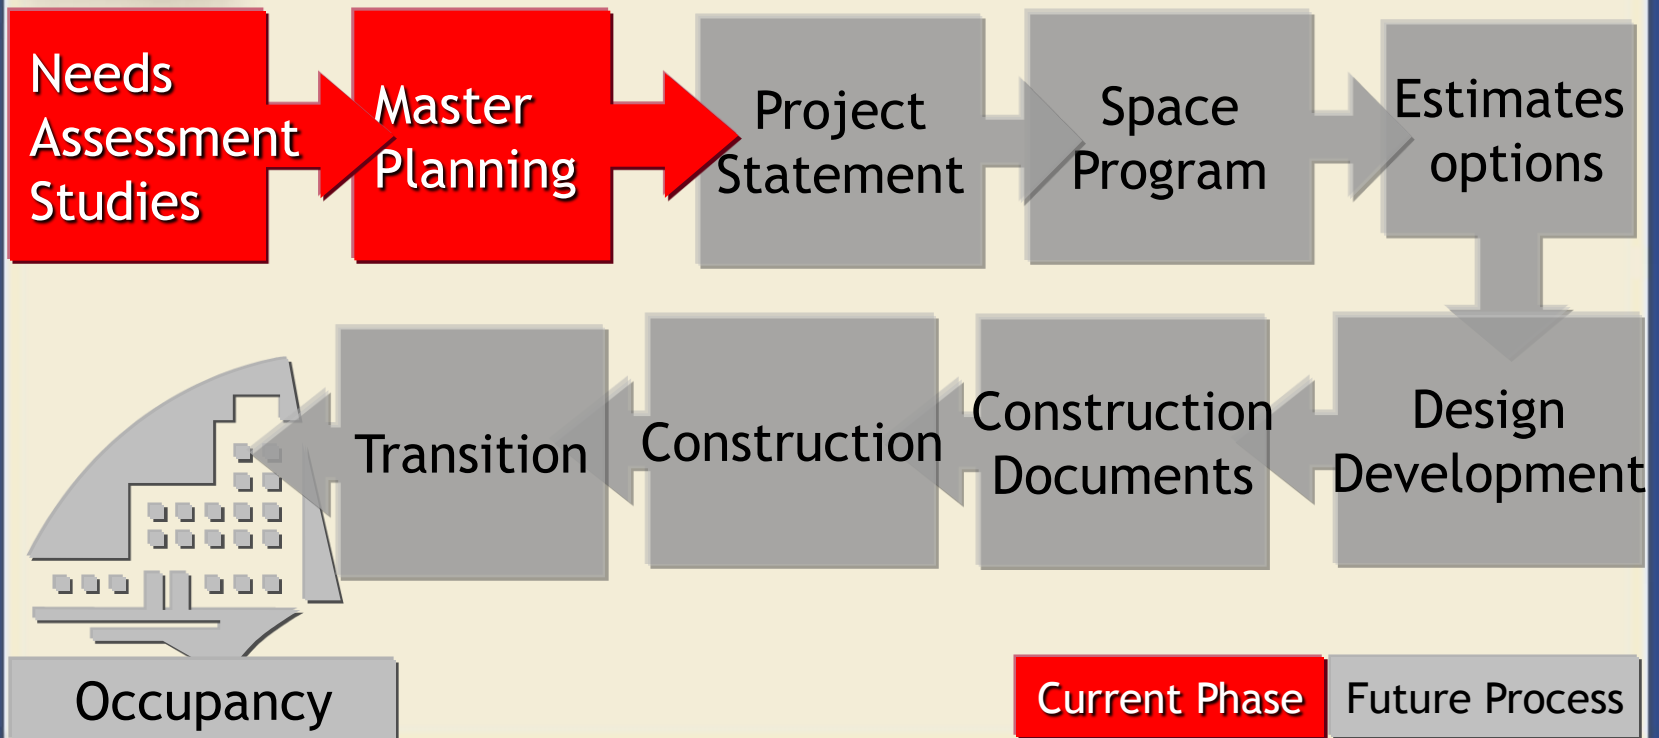 Needs
Assessment
Studies
Master
Planning
Project
Statement
Space
Program
Estimates
options
Design
Development
Construction
Documents
Construction
Transition
Occupancy
Current Phase
Future Process